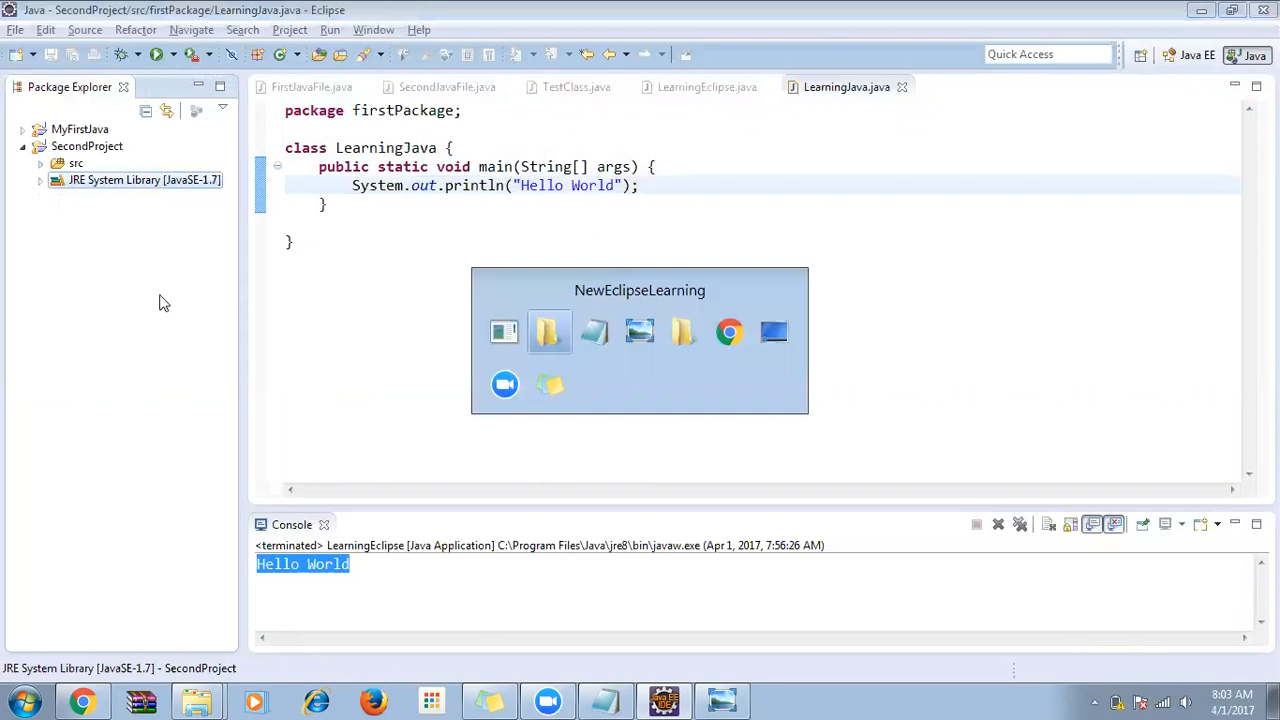 Java - SecondProject/src/firstPackage/LearningJava.java - Eclipse
File Edit Source Refactor Navigate Search Project Run Window Help
Quick Access Java EE Java
Package Explorer
MyFirstJava
SecondProject
src
JRE System Library [JavaSE-1.7]
FirstJavaFile.java SecondJavaFile.java TestClass.java LearningEclipse.java LearningJava.java
package firstPackage;
class LearningJava {
public static void main(String[] args) {
System.out.println("Hello World");
}
}
NewEclipseLearning
Console
<terminated> LearningEclipse [Java Application] C:\Program Files\Java\jre8\bin\javaw.exe (Apr 1, 2017, 7:56:26 AM)
Hello World
JRE System Library [JavaSE-1.7] - SecondProject
Java EE
IDE
8:03 AM
4/1/2017